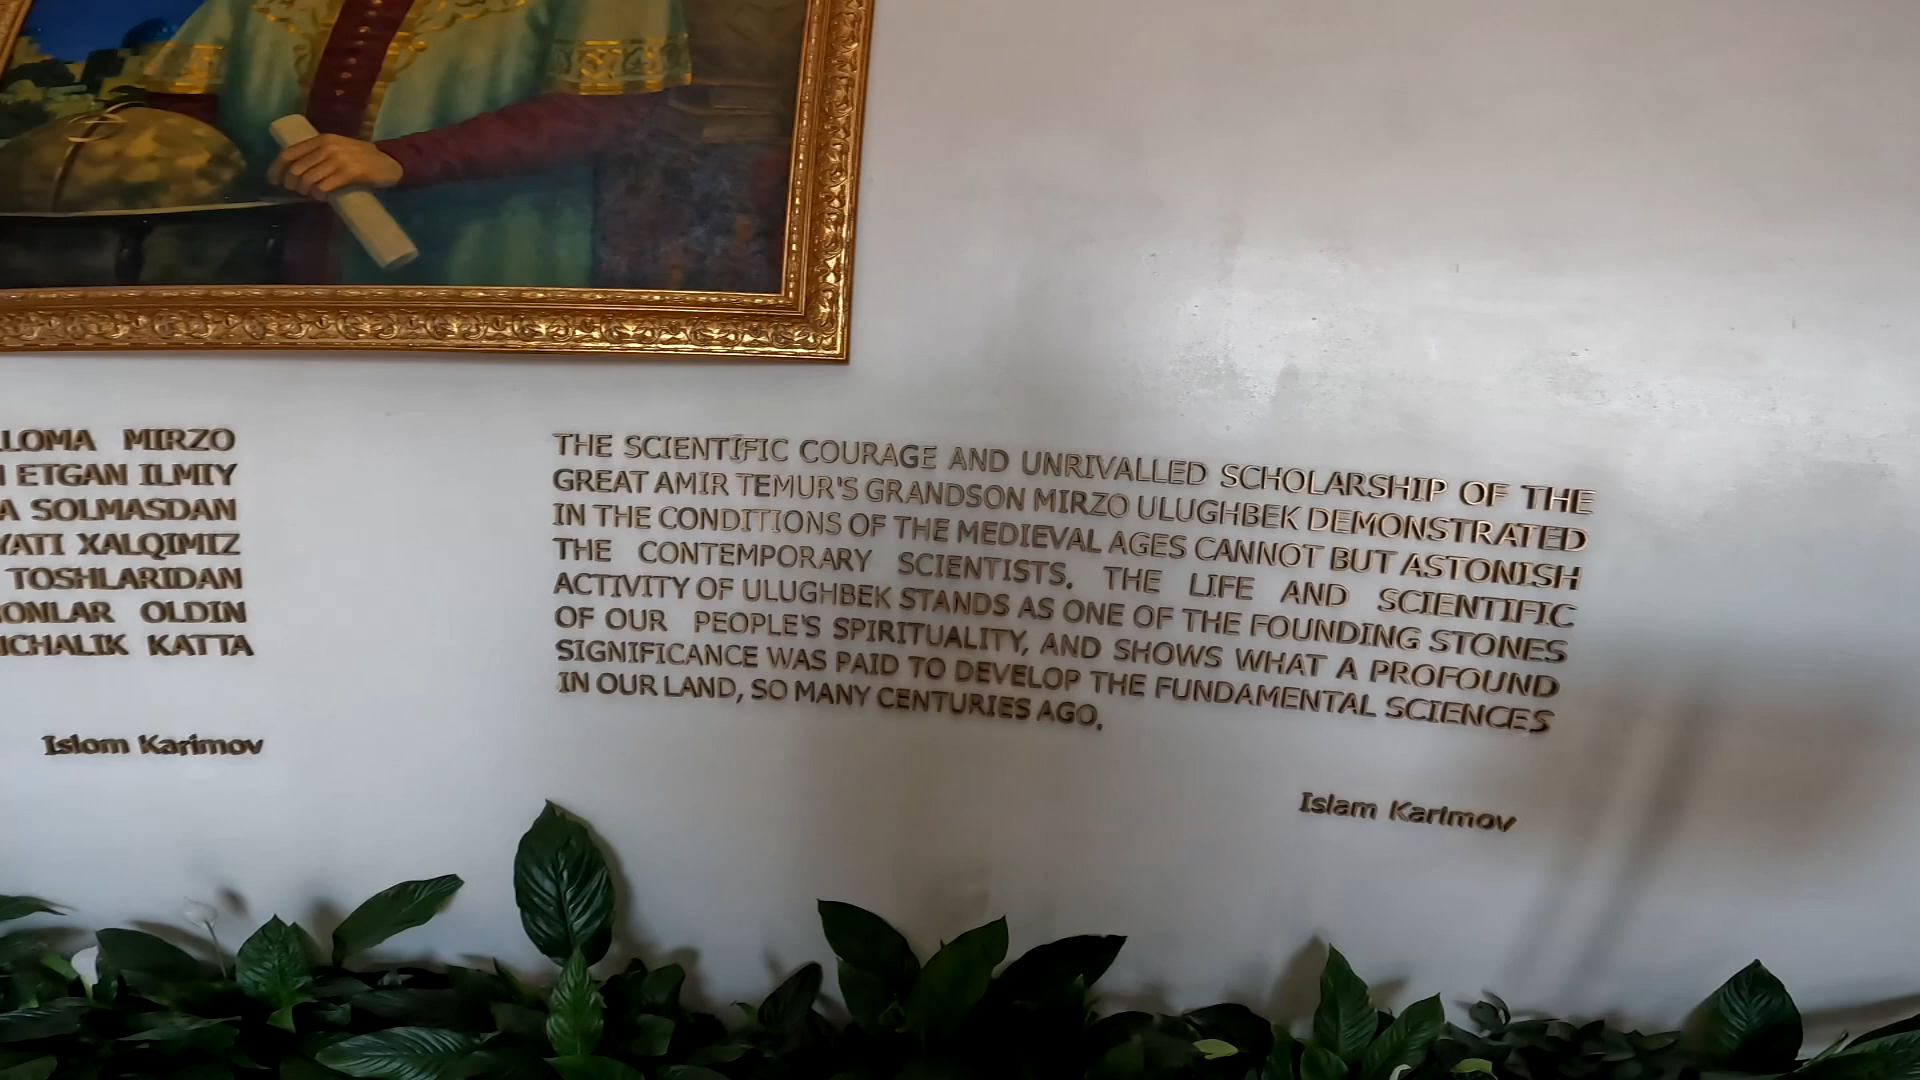 MIRZO
ETGAN ILMIY
SOLMASDAN
XALQIMIZ
TOSHLARIDAN
OLDIN
KATTA
Islom Karimov
THE SCIENTIFIC COURAGE AND UNRIVALLED SCHOLARSHIP OF THE
GREAT AMIR TEMUR'S GRANDSON MIRZO ULUGHBEK DEMONSTRATED
IN THE CONDITIONS OF THE MEDIEVAL AGES CANNOT BUT ASTONISH
THE CONTEMPORARY SCIENTISTS. THE LIFE AND SCIENTIFIC
ACTIVITY OF ULUGHBEK STANDS AS ONE OF THE FOUNDING STONES
OF OUR PEOPLE'S SPIRITUALITY, AND SHOWS WHAT A PROFOUND
SIGNIFICANCE WAS PAID TO DEVELOP THE FUNDAMENTAL SCIENCES
IN OUR LAND, SO MANY CENTURIES AGO.
Islam Karimov